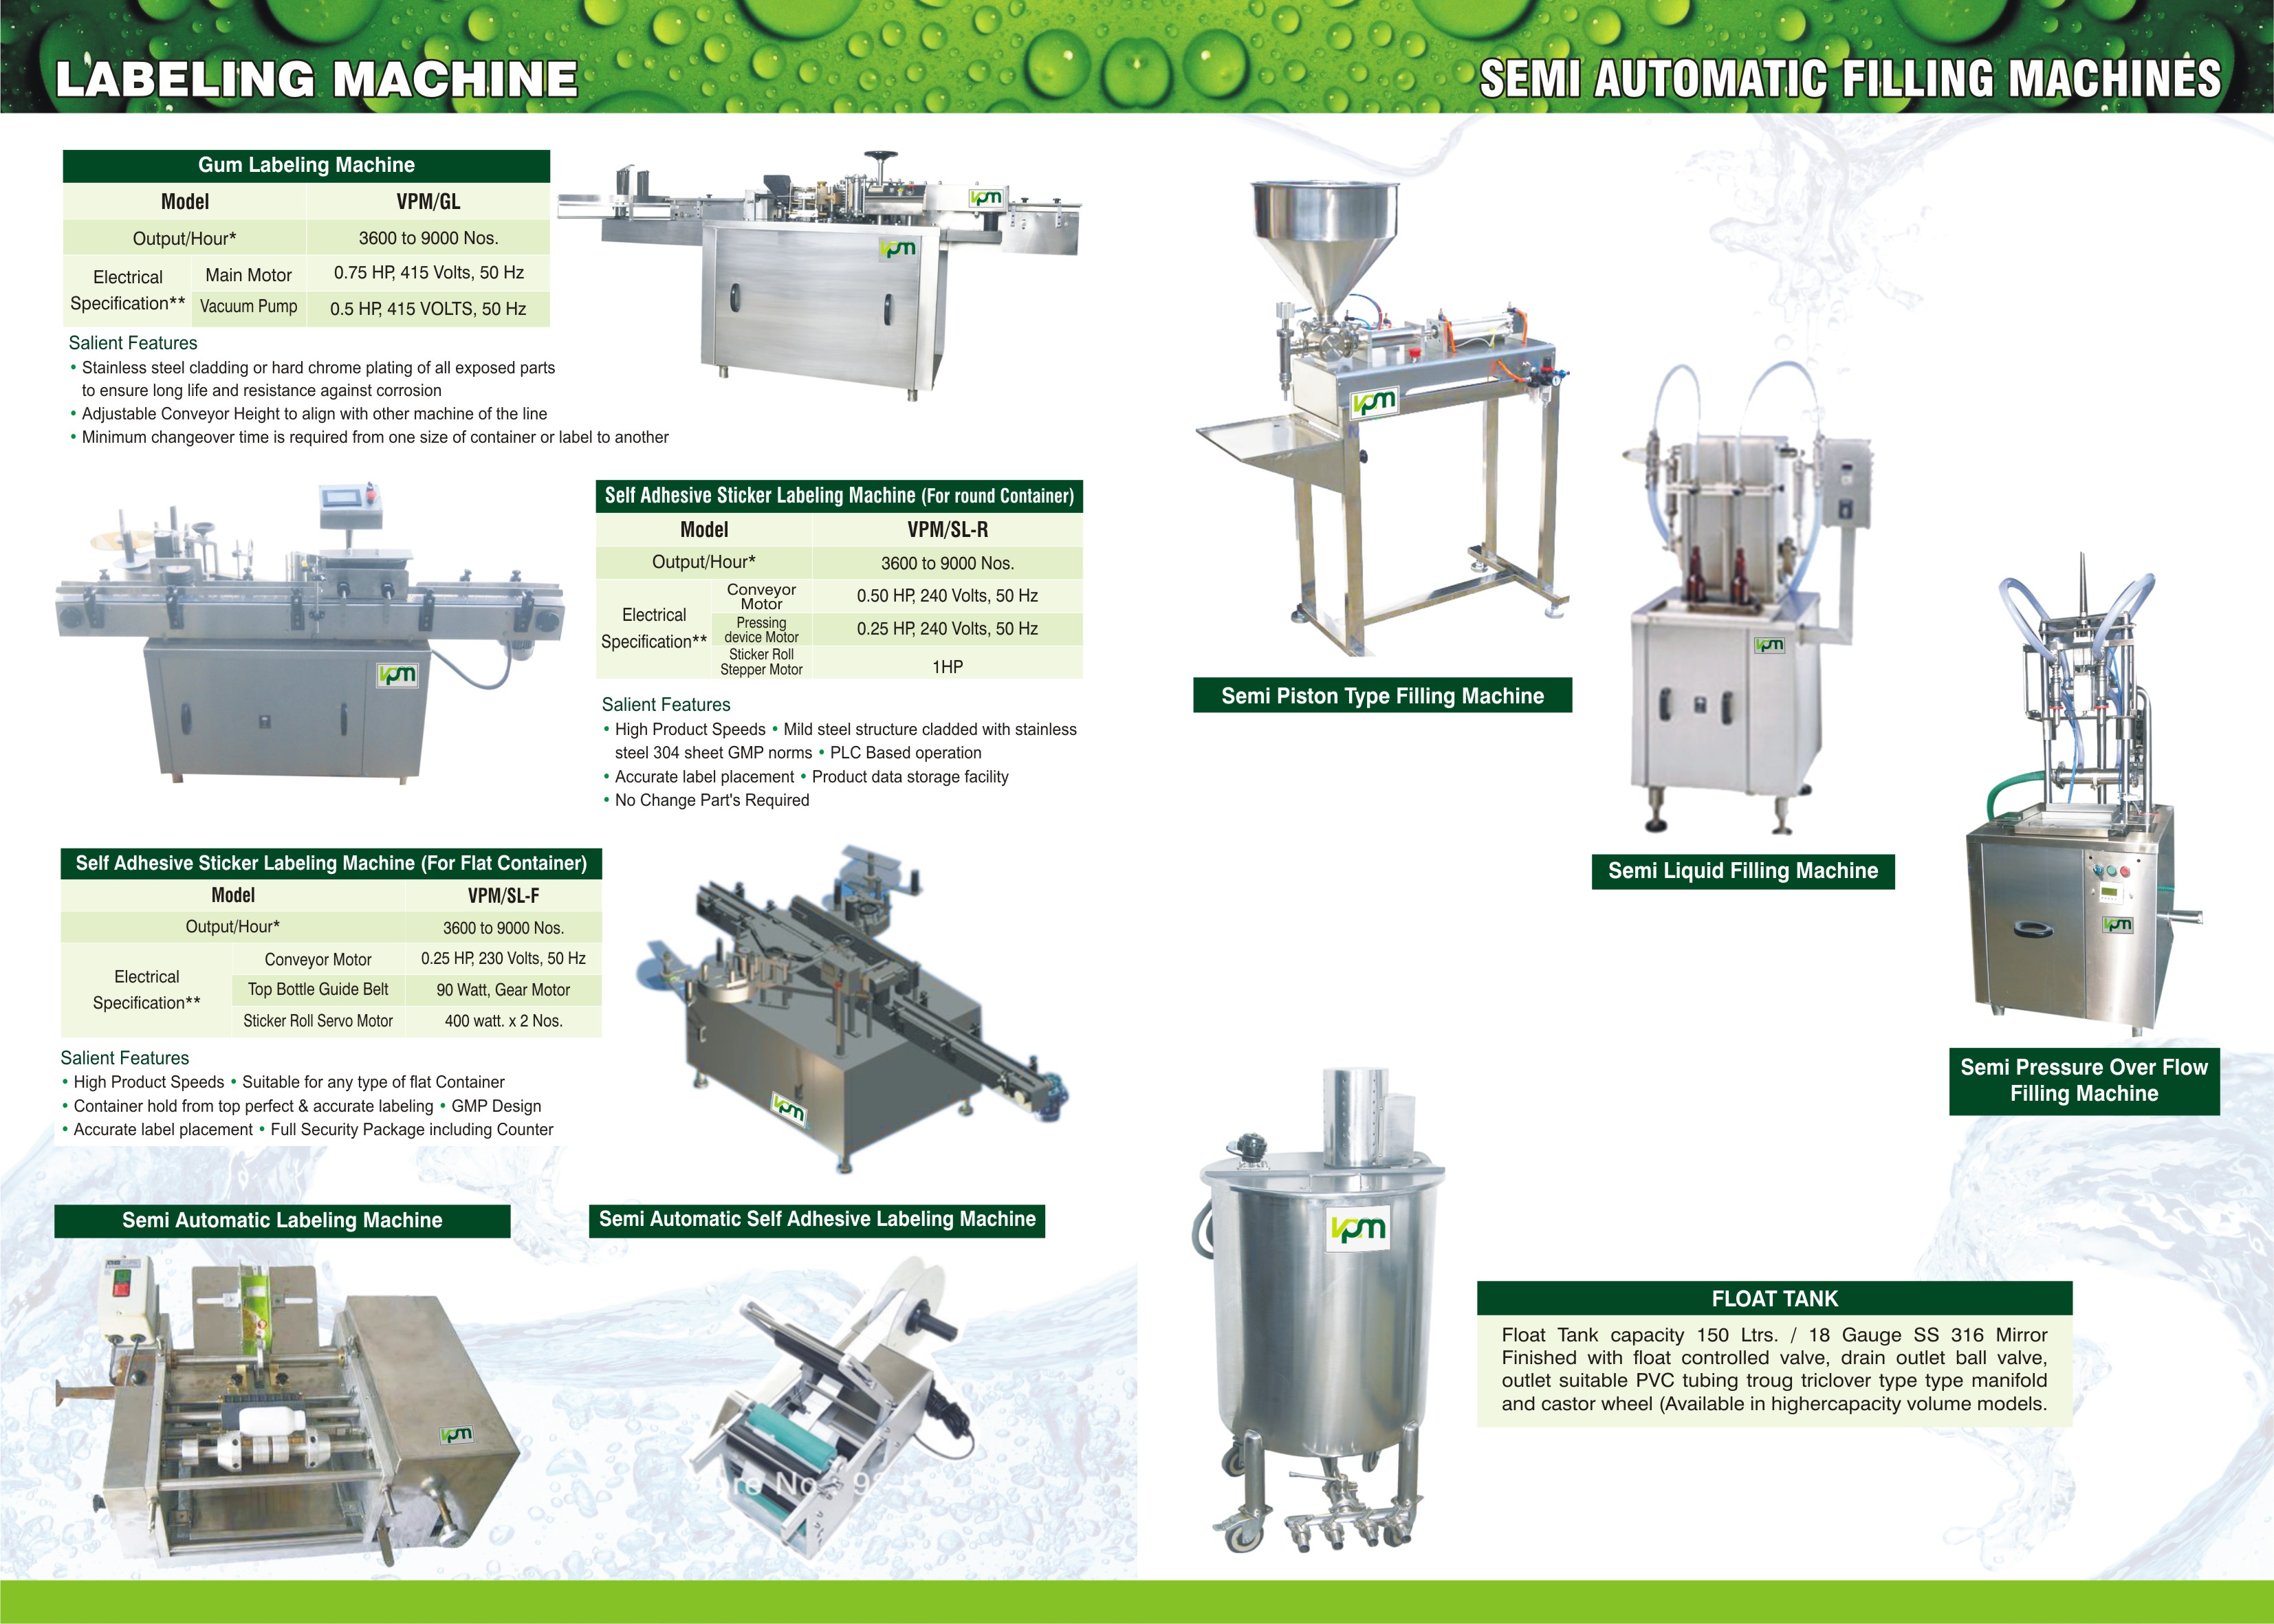 LABELING MACHINE
SEMI AUTOMATIC FILLING MACHINES
Gum Labeling Machine
Model VPM/GL
Output/Hour* 3600 to 9000 Nos.
Electrical Specification** Main Motor 0.75 HP, 415 Volts, 50 Hz
Vacuum Pump 0.5 HP, 415 VOLTS, 50 Hz
Salient Features
• Stainless steel cladding or hard chrome plating of all exposed parts
to ensure long life and resistance against corrosion
• Adjustable Conveyor Height to align with other machine of the line
• Minimum changeover time is required from one size of container or label to another
vpm
vpm
Self Adhesive Sticker Labeling Machine (For round Container)
Model VPM/SL-R
Output/Hour* 3600 to 9000 Nos.
Electrical Specification** Conveyor Motor 0.50 HP, 240 Volts, 50 Hz
Pressing device Motor 0.25 HP, 240 Volts, 50 Hz
Sticker Roll Stepper Motor 1HP
Salient Features
• High Product Speeds • Mild steel structure cladded with stainless
steel 304 sheet GMP norms • PLC Based operation
• Accurate label placement • Product data storage facility
• No Change Part's Required
vpm
Self Adhesive Sticker Labeling Machine (For Flat Container)
Model VPM/SL-F
Output/Hour* 3600 to 9000 Nos.
Electrical Specification** Conveyor Motor 0.25 HP, 230 Volts, 50 Hz
Top Bottle Guide Belt 90 Watt, Gear Motor
Sticker Roll Servo Motor 400 watt. x 2 Nos.
Salient Features
• High Product Speeds • Suitable for any type of flat Container
• Container hold from top perfect & accurate labeling • GMP Design
• Accurate label placement • Full Security Package including Counter
vpm
Semi Automatic Labeling Machine
vpm
Semi Automatic Self Adhesive Labeling Machine
re No
vpm
Semi Piston Type Filling Machine
vpm
Semi Liquid Filling Machine
vpm
Semi Pressure Over Flow
Filling Machine
vpm
FLOAT TANK
Float Tank capacity 150 Ltrs. / 18 Gauge SS 316 Mirror
Finished with float controlled valve, drain outlet ball valve,
outlet suitable PVC tubing troug triclover type type manifold
and castor wheel (Available in highercapacity volume models.